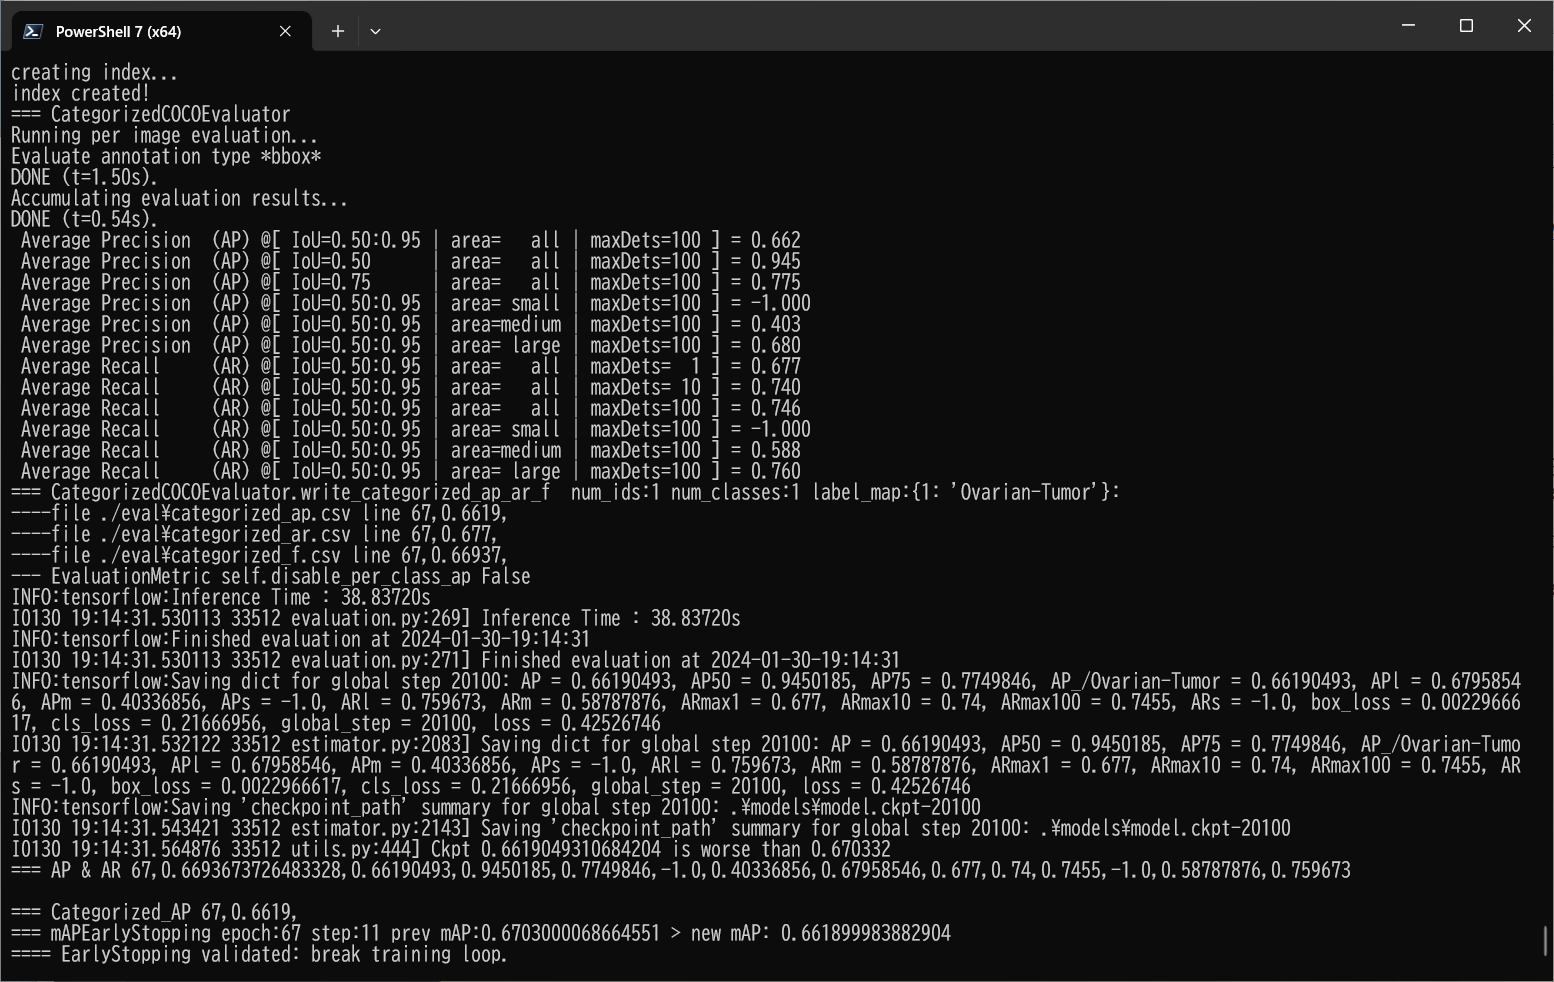 PowerShell 7 (x64)
creating index...
index created!
=== CategorizedCOCOEvaluator
Running per image evaluation...
Evaluate annotation type *bbox*
DONE (t=1.50s).
Accumulating evaluation results...
DONE (t=0.54s).
 Average Precision  (AP) @[ IoU=0.50:0.95 | area=   all | maxDets=100 ] = 0.662
 Average Precision  (AP) @[ IoU=0.50      | area=   all | maxDets=100 ] = 0.945
 Average Precision  (AP) @[ IoU=0.75      | area=   all | maxDets=100 ] = 0.775
 Average Precision  (AP) @[ IoU=0.50:0.95 | area= small | maxDets=100 ] = -1.000
 Average Precision  (AP) @[ IoU=0.50:0.95 | area=medium | maxDets=100 ] = 0.403
 Average Precision  (AP) @[ IoU=0.50:0.95 | area= large | maxDets=100 ] = 0.680
 Average Recall     (AR) @[ IoU=0.50:0.95 | area=   all | maxDets=  1 ] = 0.677
 Average Recall     (AR) @[ IoU=0.50:0.95 | area=   all | maxDets= 10 ] = 0.740
 Average Recall     (AR) @[ IoU=0.50:0.95 | area=   all | maxDets=100 ] = 0.746
 Average Recall     (AR) @[ IoU=0.50:0.95 | area= small | maxDets=100 ] = -1.000
 Average Recall     (AR) @[ IoU=0.50:0.95 | area=medium | maxDets=100 ] = 0.588
 Average Recall     (AR) @[ IoU=0.50:0.95 | area= large | maxDets=100 ] = 0.760
=== CategorizedCOCOEvaluator.write_categorized_ap_ar_f  num_ids:1 num_classes:1 label_map:{1: 'Ovarian-Tumor'}:
----file ./eval¥categorized_ap.csv line 67,0.6619,
----file ./eval¥categorized_ar.csv line 67,0.677,
----file ./eval¥categorized_f.csv line 67,0.66937,
--- EvaluationMetric self.disable_per_class_ap False
INFO:tensorflow:Inference Time : 38.83720s
I0130 19:14:31.530113 33512 evaluation.py:269] Inference Time : 38.83720s
INFO:tensorflow:Finished evaluation at 2024-01-30-19:14:31
I0130 19:14:31.530113 33512 evaluation.py:271] Finished evaluation at 2024-01-30-19:14:31
INFO:tensorflow:Saving dict for global step 20100: AP = 0.66190493, AP50 = 0.9450185, AP75 = 0.7749846, AP_/Ovarian-Tumor = 0.66190493, APl = 0.6795854
6, APm = 0.40336856, APs = -1.0, ARl = 0.759673, ARm = 0.58787876, ARmax1 = 0.677, ARmax10 = 0.74, ARmax100 = 0.7455, ARs = -1.0, box_loss = 0.00229666
17, cls_loss = 0.21666956, global_step = 20100, loss = 0.42526746
I0130 19:14:31.532122 33512 estimator.py:2083] Saving dict for global step 20100: AP = 0.66190493, AP50 = 0.9450185, AP75 = 0.7749846, AP_/Ovarian-Tumo
r = 0.66190493, APl = 0.67958546, APm = 0.40336856, APs = -1.0, ARl = 0.759673, ARm = 0.58787876, ARmax1 = 0.677, ARmax10 = 0.74, ARmax100 = 0.7455, AR
s = -1.0, box_loss = 0.0022966617, cls_loss = 0.21666956, global_step = 20100, loss = 0.42526746
INFO:tensorflow:Saving 'checkpoint_path' summary for global step 20100: .¥models¥model.ckpt-20100
I0130 19:14:31.543421 33512 estimator.py:2143] Saving 'checkpoint_path' summary for global step 20100: .¥models¥model.ckpt-20100
I0130 19:14:31.564876 33512 utils.py:444] Ckpt 0.6619049310684204 is worse than 0.670332
=== AP & AR 67,0.6693673726483328,0.66190493,0.9450185,0.7749846,-1.0,0.40336856,0.67958546,0.677,0.74,0.7455,-1.0,0.58787876,0.759673
=== Categorized_AP 67,0.6619,
=== mAPEarlyStopping epoch:67 step:11 prev mAP:0.6703000068664551 > new mAP: 0.661899983882904
==== EarlyStopping validated: break training loop.